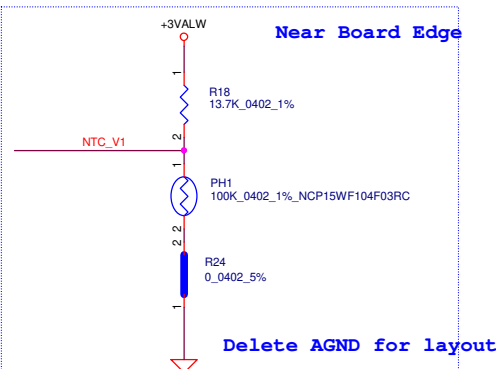 +3VALW
Near Board Edge
1
R18
13.7K_0402_1%
2
NTC_V1
1
PH1
100K_0402_1%_NCP15WF104F03RC
2
2
R24
0_0402_5%
1
Delete AGND for layout